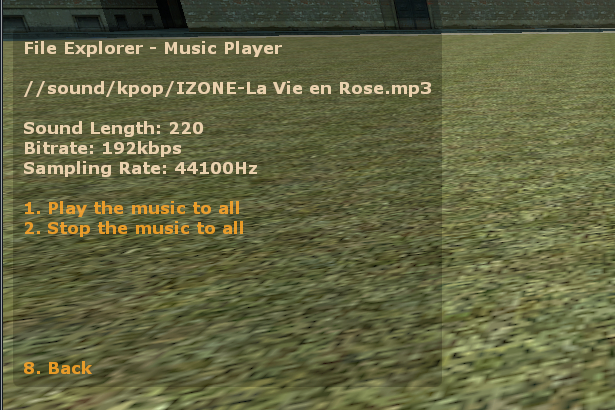 File Explorer - Music Player
//sound/kpop/IZONE-La Vie en Rose.mp3
Sound Length: 220
Bitrate: 192kbps
Sampling Rate: 44100Hz
1. Play the music to all
2. Stop the music to all
8. Back